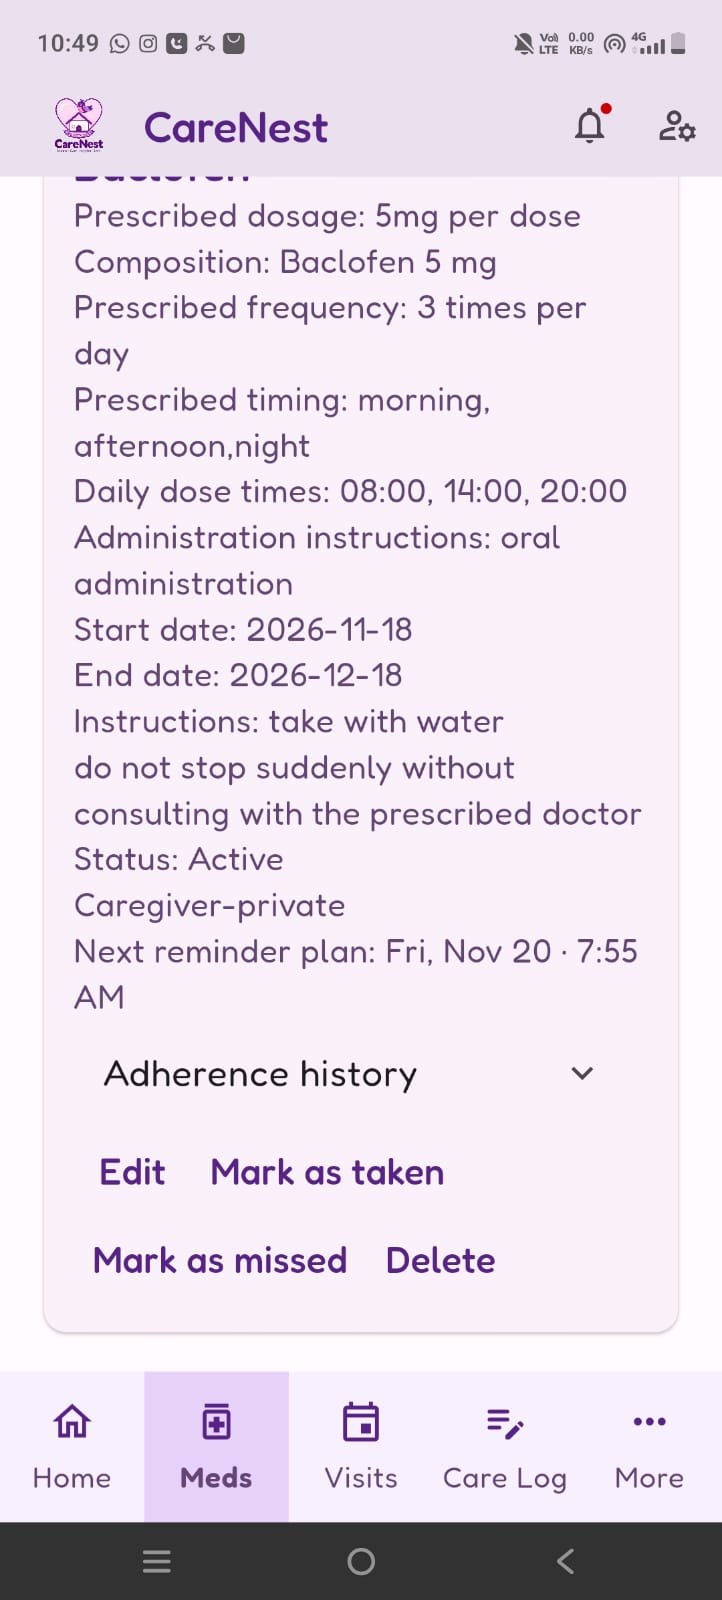 10:49
Vo) LTE 0.00 KB/s 4G
CareNest
CareNest
Prescribed dosage: 5mg per dose
Composition: Baclofen 5 mg
Prescribed frequency: 3 times per
day
Prescribed timing: morning,
afternoon,night
Daily dose times: 08:00, 14:00, 20:00
Administration instructions: oral
administration
Start date: 2026-11-18
End date: 2026-12-18
Instructions: take with water
do not stop suddenly without
consulting with the prescribed doctor
Status: Active
Caregiver-private
Next reminder plan: Fri, Nov 20 · 7:55
AM
Adherence history
Edit Mark as taken
Mark as missed Delete
Home Meds Visits Care Log More